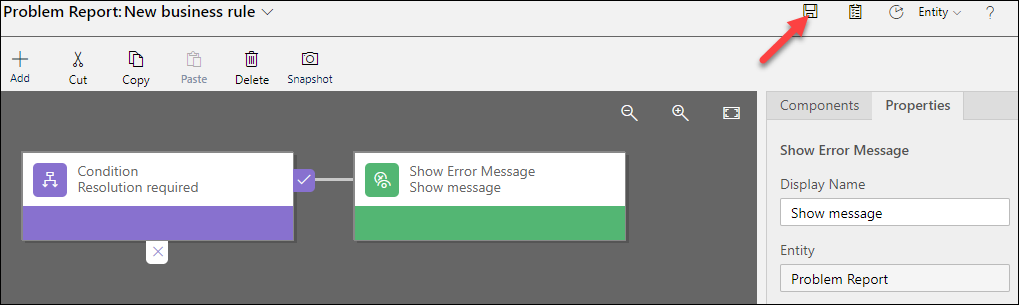 Problem Report: New business rule
Entity
?
Add
Cut
Copy
Paste
Delete
Snapshot
Condition
Resolution required
Show Error Message
Show message
Components
Properties
Show Error Message
Display Name
Show message
Entity
Problem Report